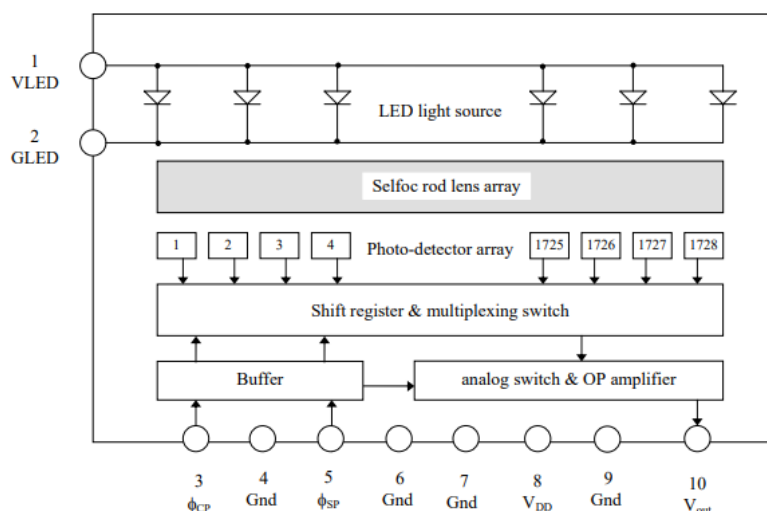 1
VLED
LED light source
2
GLED
Selfoc rod lens array
1 2 3 4 Photo-detector array 1725 1726 1727 1728
Shift register & multiplexing switch
Buffer analog switch & OP amplifier
3 4 5 6 7 8 9 10
ϕCP Gnd ϕSP Gnd Gnd VDD Gnd Vout